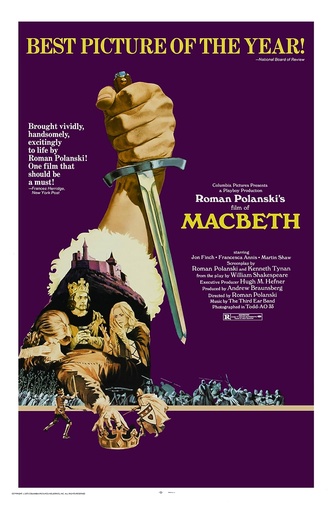 BEST PICTURE OF THE YEAR!
—National Board of Review
Brought vividly,
handsomely,
excitingly
to life by
Roman Polanski!
One film that
should be
a must!
—Frances Herridge,
New York Post
Columbia Pictures Presents
a Playboy Production
Roman Polanski's
film of
MACBETH
starring
Jon Finch • Francesca Annis • Martin Shaw
Screenplay by
Roman Polanski and Kenneth Tynan
from the play by William Shakespeare
Executive Producer Hugh M. Hefner
Produced by Andrew Braunsberg
Directed by Roman Polanski
Music by The Third Ear Band
Photographed in Todd-AO 35
R